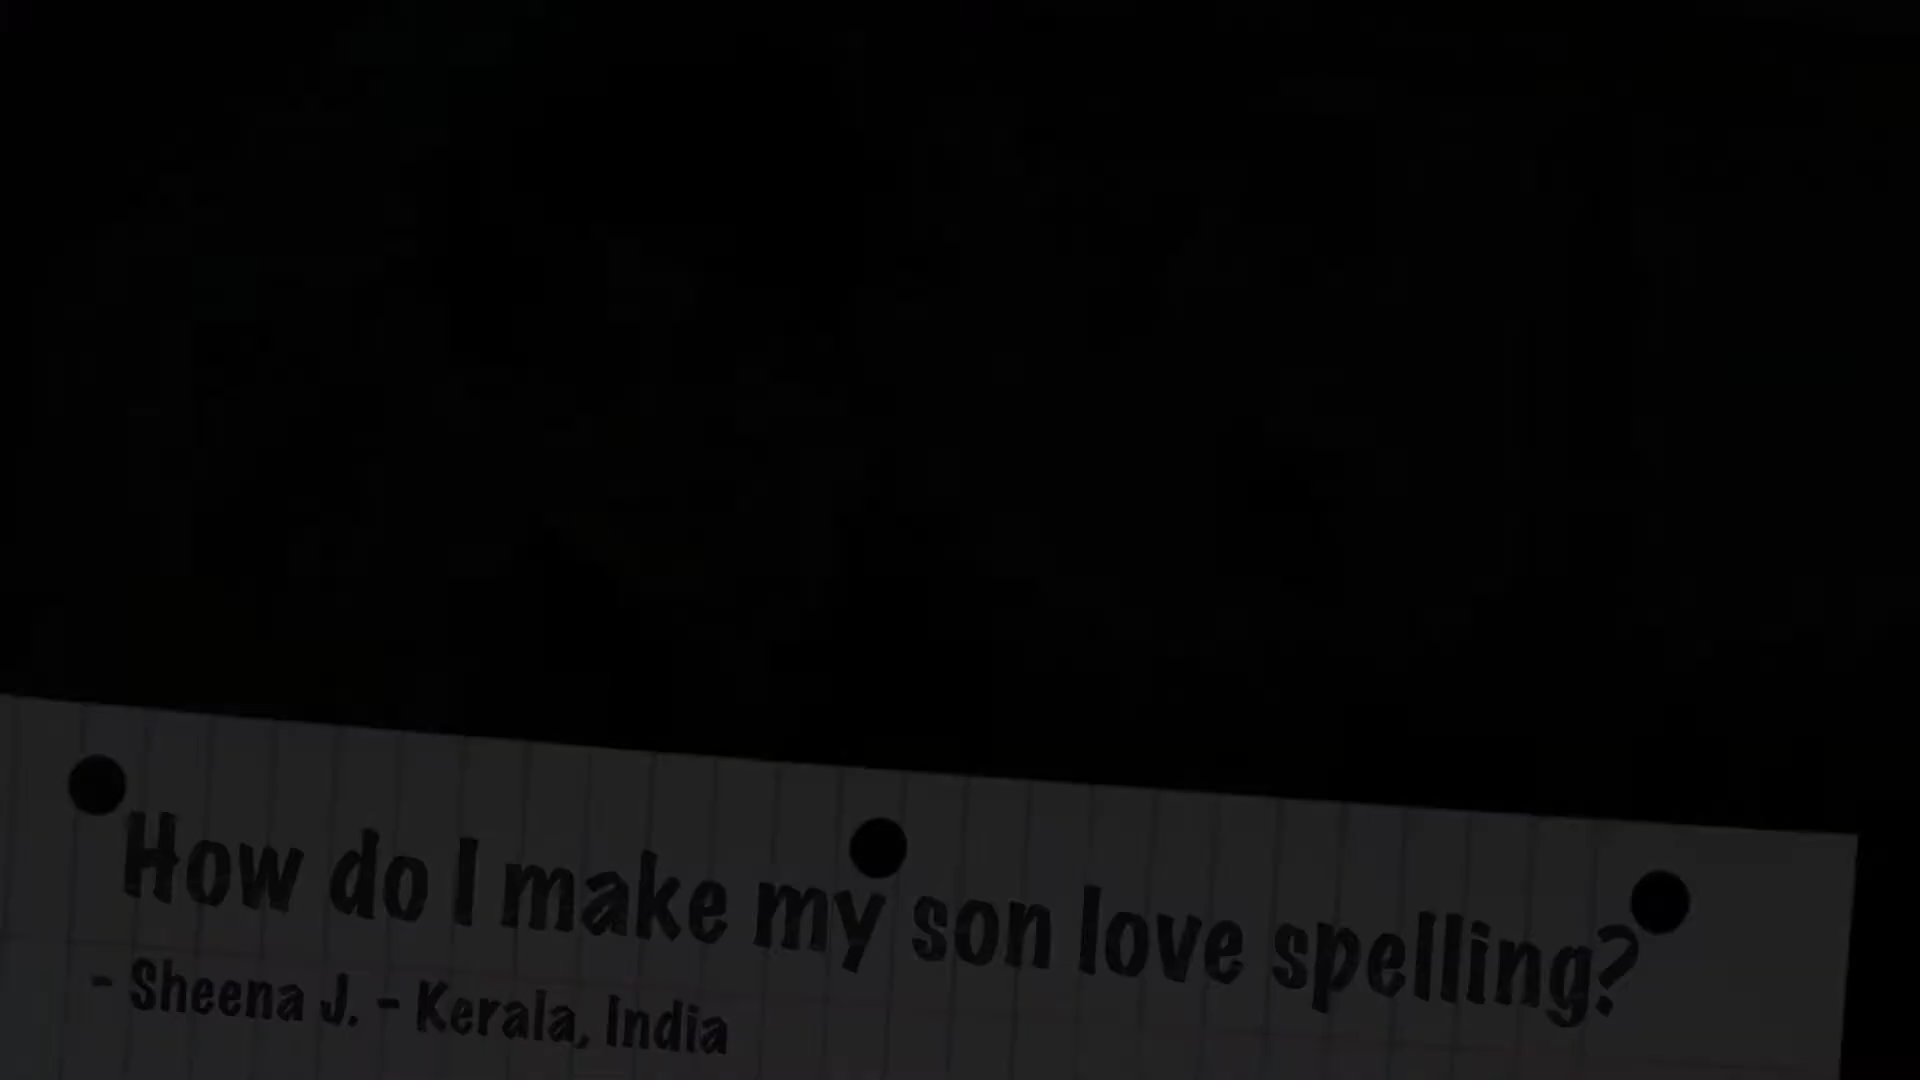 How do I make my son love spelling?
- Sheena J. - Kerala, India